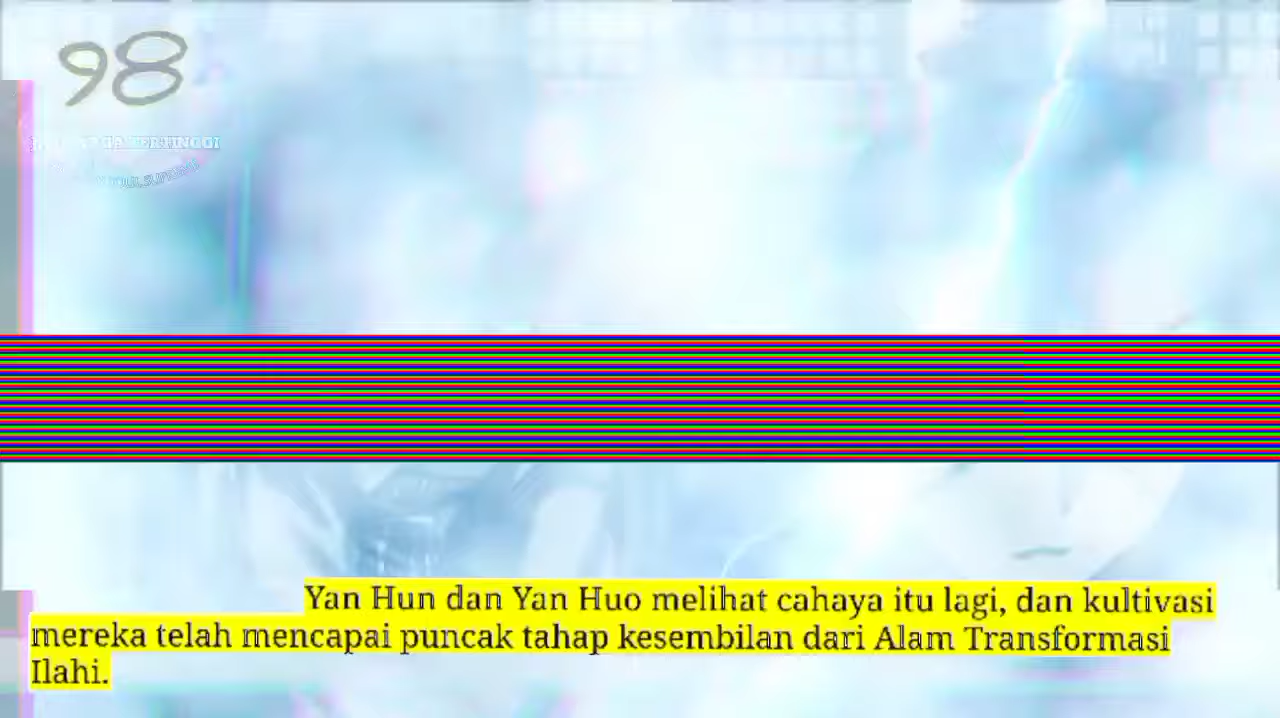 98
TERTINGGI
Yan Hun dan Yan Huo melihat cahaya itu lagi, dan kultivasi
mereka telah mencapai puncak tahap kesembilan dari Alam Transformasi
Ilahi.